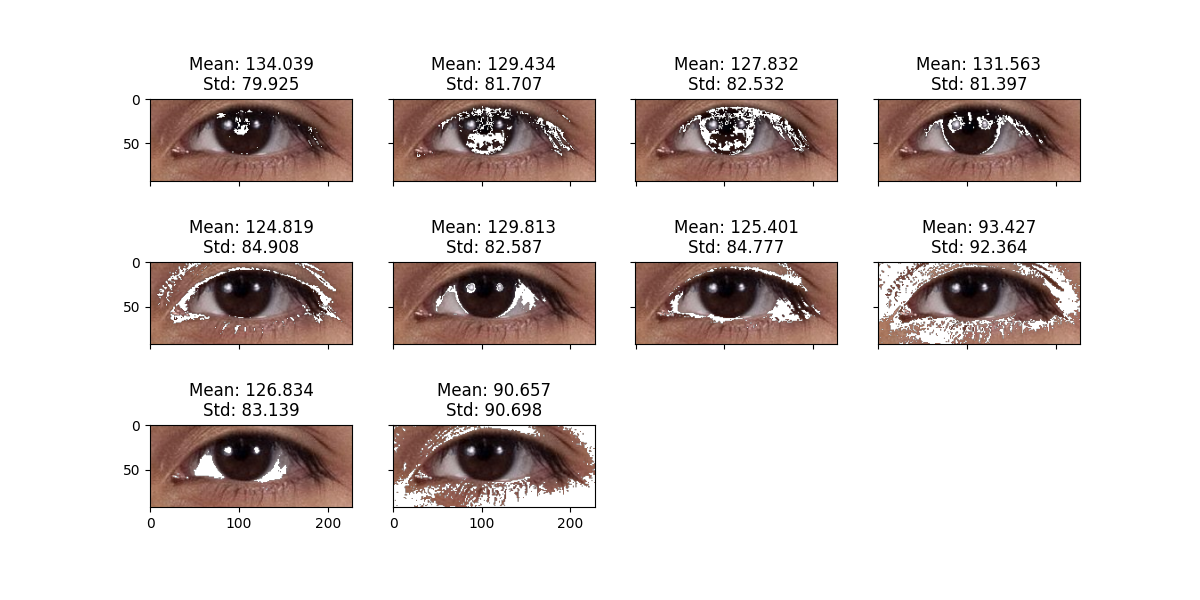 Mean: 134.039
Std: 79.925
Mean: 129.434
Std: 81.707
Mean: 127.832
Std: 82.532
Mean: 131.563
Std: 81.397
0
50
Mean: 124.819
Std: 84.908
Mean: 129.813
Std: 82.587
Mean: 125.401
Std: 84.777
Mean: 93.427
Std: 92.364
0
50
Mean: 126.834
Std: 83.139
Mean: 90.657
Std: 90.698
0
50
0 100 200
0 100 200